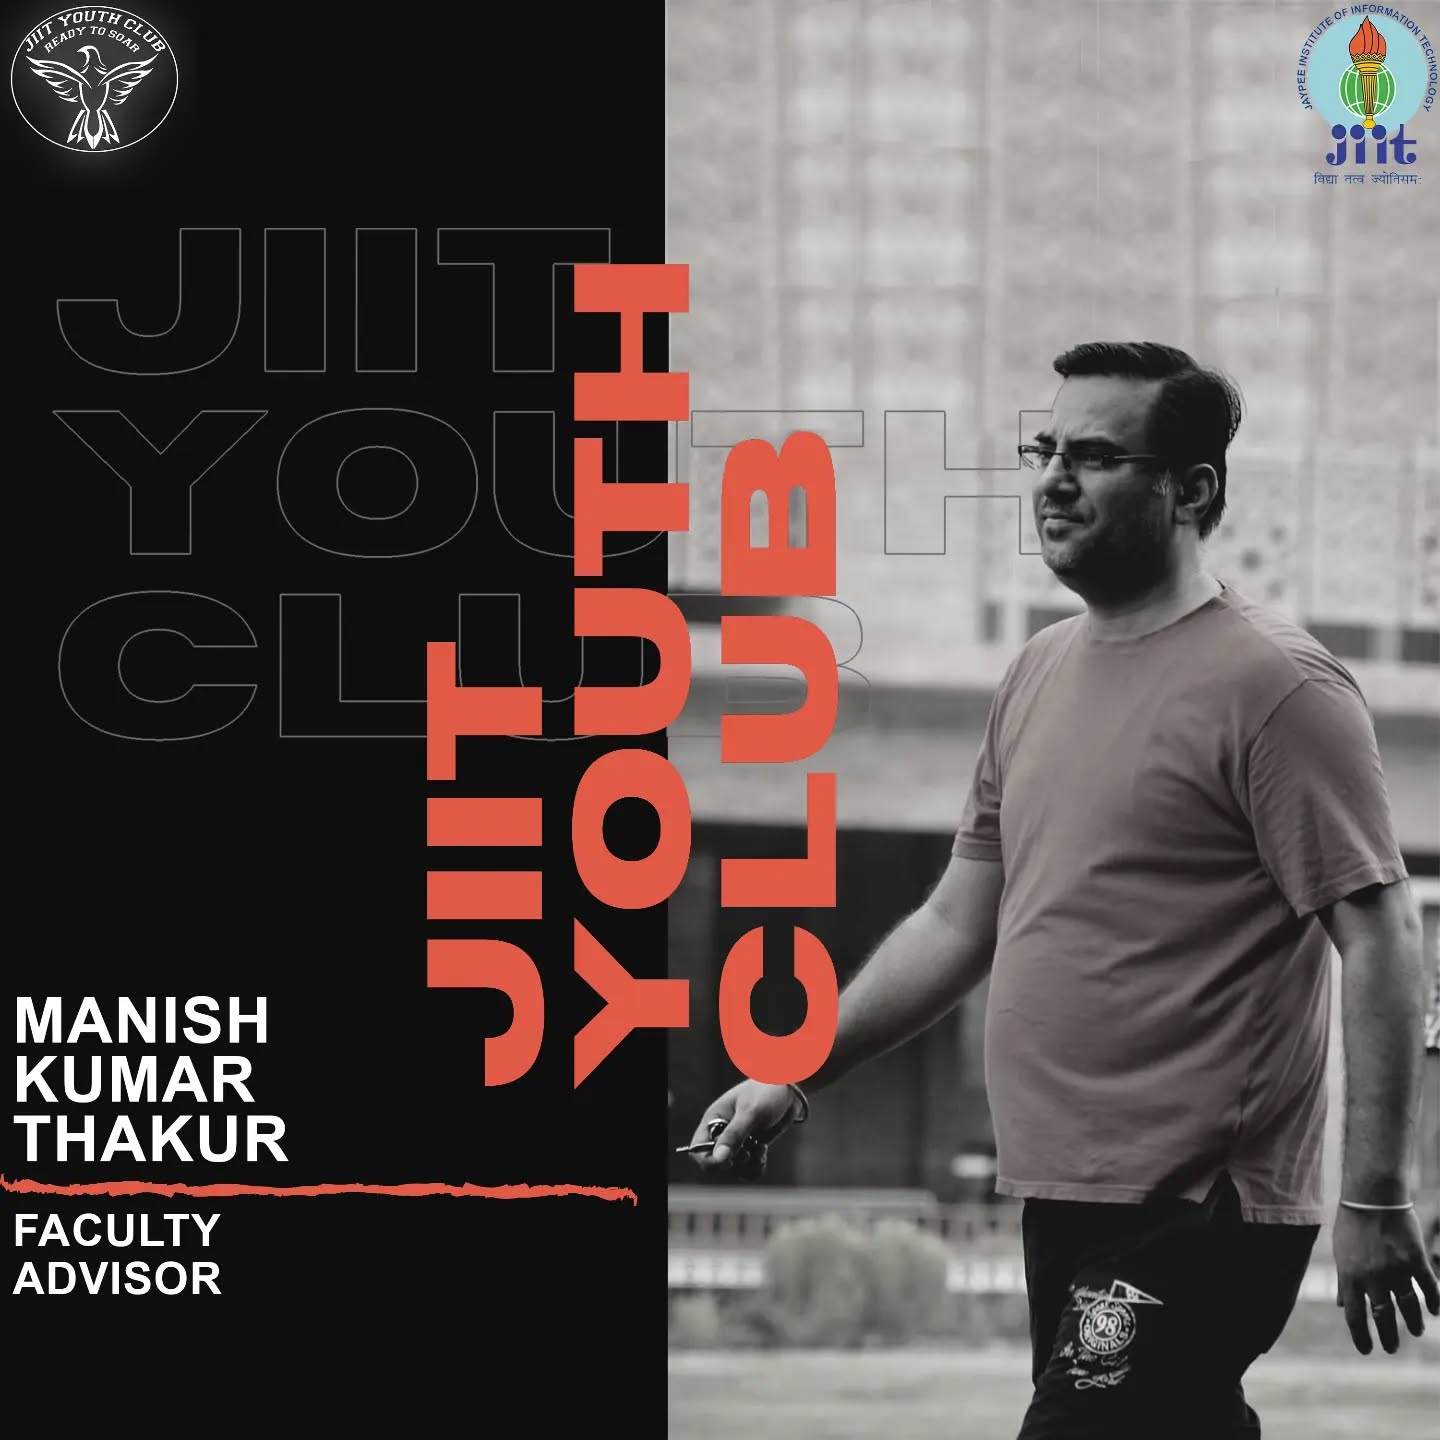 JIIT YOUTH CLUB
READY TO SOAR
JAYPEE INSTITUTE OF INFORMATION TECHNOLOGY
jiit
विद्या तत्व ज्योतिसम:
JIIT
YOUTH
CLUB
JIIT
YOUTH
CLUB
MANISH
KUMAR
THAKUR
FACULTY
ADVISOR
98
ORIGINALS